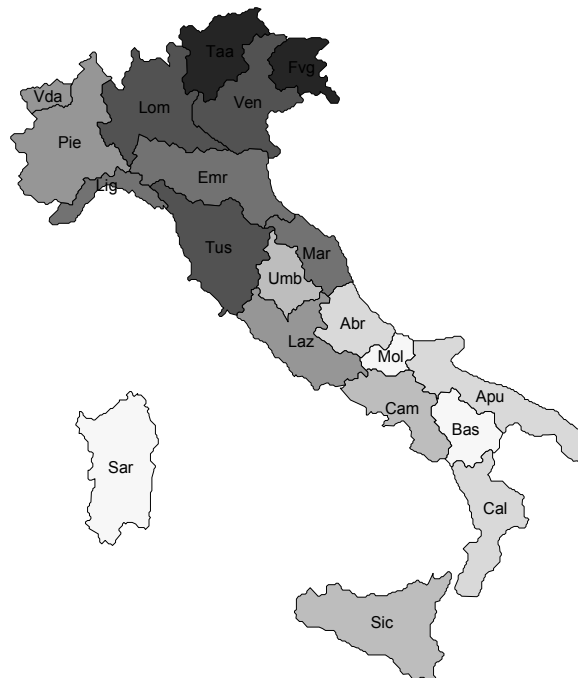 Taa
Fvg
Vda
Lom
Ven
Pie
Emr
Lig
Tus
Mar
Umb
Abr
Laz
Mol
Apu
Cam
Bas
Sar
Cal
Sic